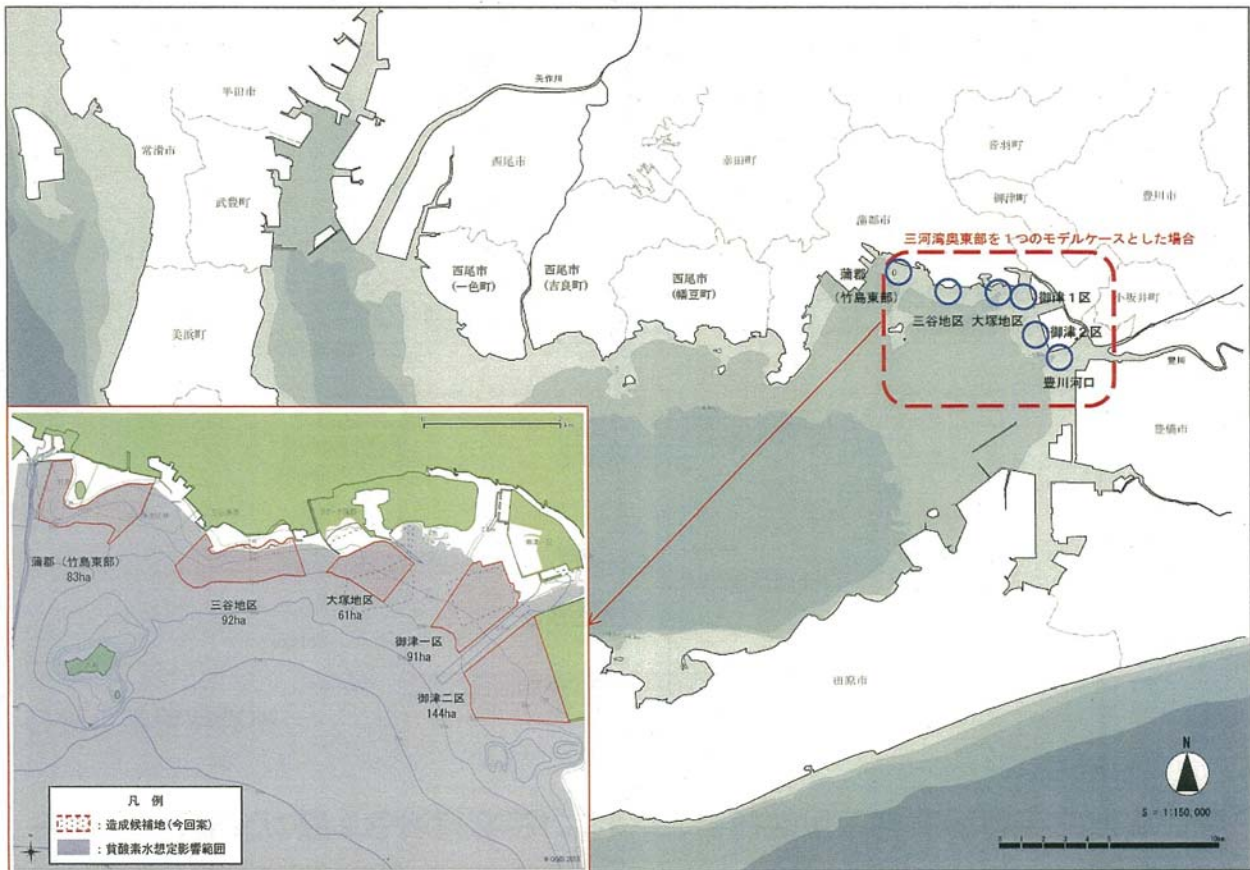 半田市
常滑市
武豊町
美浜町
矢作川
西尾市
西尾市
(一色町)
西尾市
(吉良町)
西尾市
(幡豆町)
幸田町
蒲郡市
音羽町
御津町
豊川市
小坂井町
豊川
豊橋市
田原市
三河湾奥東部を1つのモデルケースとした場合
蒲郡
(竹島東部)
三谷地区
大塚地区
御津1区
御津2区
豊川河口
蒲郡(竹島東部)
83ha
三谷地区
92ha
大塚地区
61ha
御津一区
91ha
御津二区
144ha
凡 例
:造成候補地(今回案)
:貧酸素水想定影響範囲
N
S = 1:150,000
0
10km